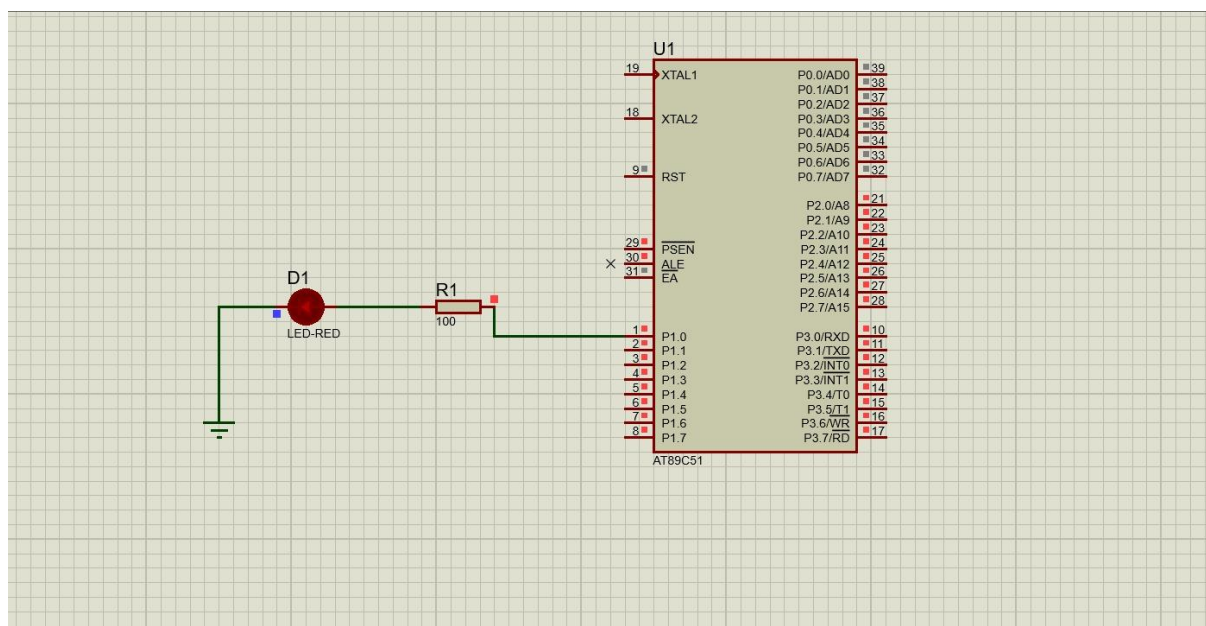 U1
19 XTAL1 P0.0/AD0 39
P0.1/AD1 38
P0.2/AD2 37
18 XTAL2 P0.3/AD3 36
P0.4/AD4 35
P0.5/AD5 34
P0.6/AD6 33
9 RST P0.7/AD7 32
P2.0/A8 21
P2.1/A9 22
P2.2/A10 23
29 PSEN P2.3/A11 24
30 ALE P2.4/A12 25
31 EA P2.5/A13 26
P2.6/A14 27
P2.7/A15 28
D1
LED-RED
R1
100
1 P1.0 P3.0/RXD 10
2 P1.1 P3.1/TXD 11
3 P1.2 P3.2/INT0 12
4 P1.3 P3.3/INT1 13
5 P1.4 P3.4/T0 14
6 P1.5 P3.5/T1 15
7 P1.6 P3.6/WR 16
8 P1.7 P3.7/RD 17
AT89C51